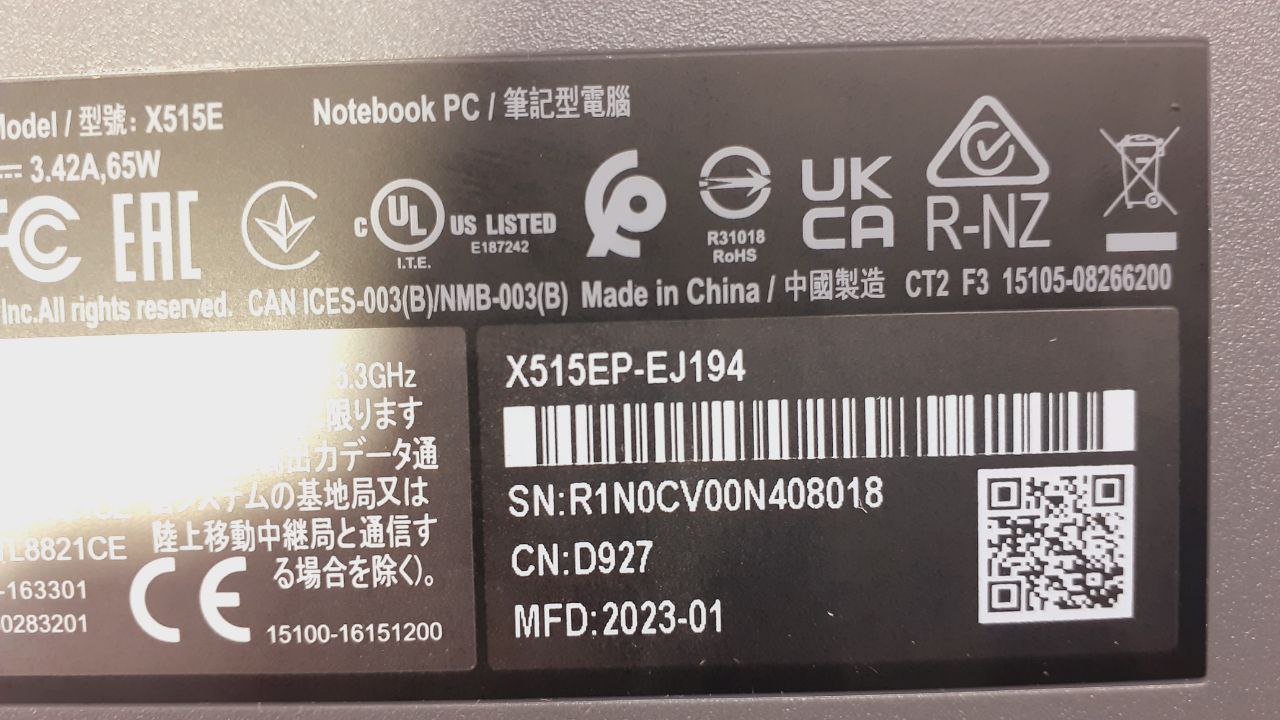 Model / 型號: X515E
Notebook PC / 筆記型電腦
3.42A,65W
FC
EAC
c UL US LISTED
E187242
I.T.E.
R31018
RoHS
UK
CA
R-NZ
Inc.All rights reserved. CAN ICES-003(B)/NMB-003(B) Made in China / 中國製造 CT2 F3 15105-08266200
5.3GHz
限ります
出力データ通
システムの基地局又は
TL8821CE 陸上移動中継局と通信す
る場合を除く)。
-163301
0283201
CE
15100-16151200
X515EP-EJ194
SN:R1N0CV00N408018
CN:D927
MFD:2023-01